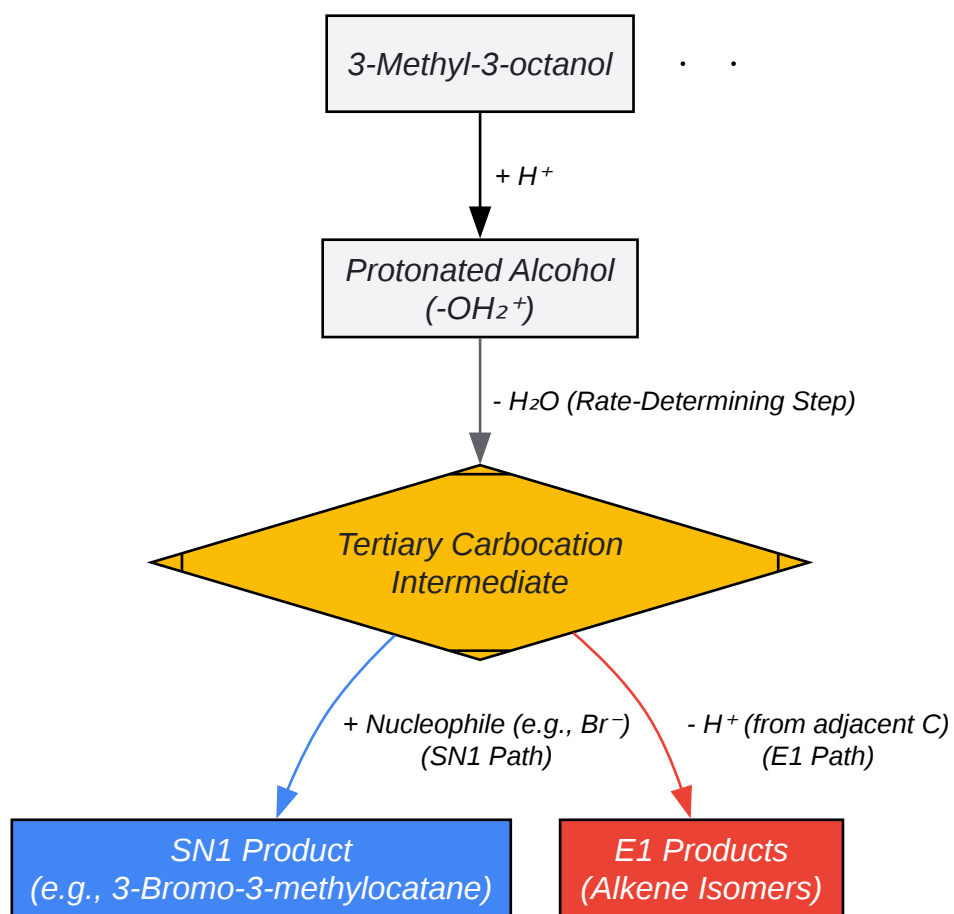 3-Methyl-3-octanol
+ H⁺
Protonated Alcohol
(-OH₂⁺)
- H₂O (Rate-Determining Step)
Tertiary Carbocation
Intermediate
+ Nucleophile (e.g., Br⁻)
(SN1 Path)
- H⁺ (from adjacent C)
(E1 Path)
SN1 Product
(e.g., 3-Bromo-3-methylocatane)
E1 Products
(Alkene Isomers)